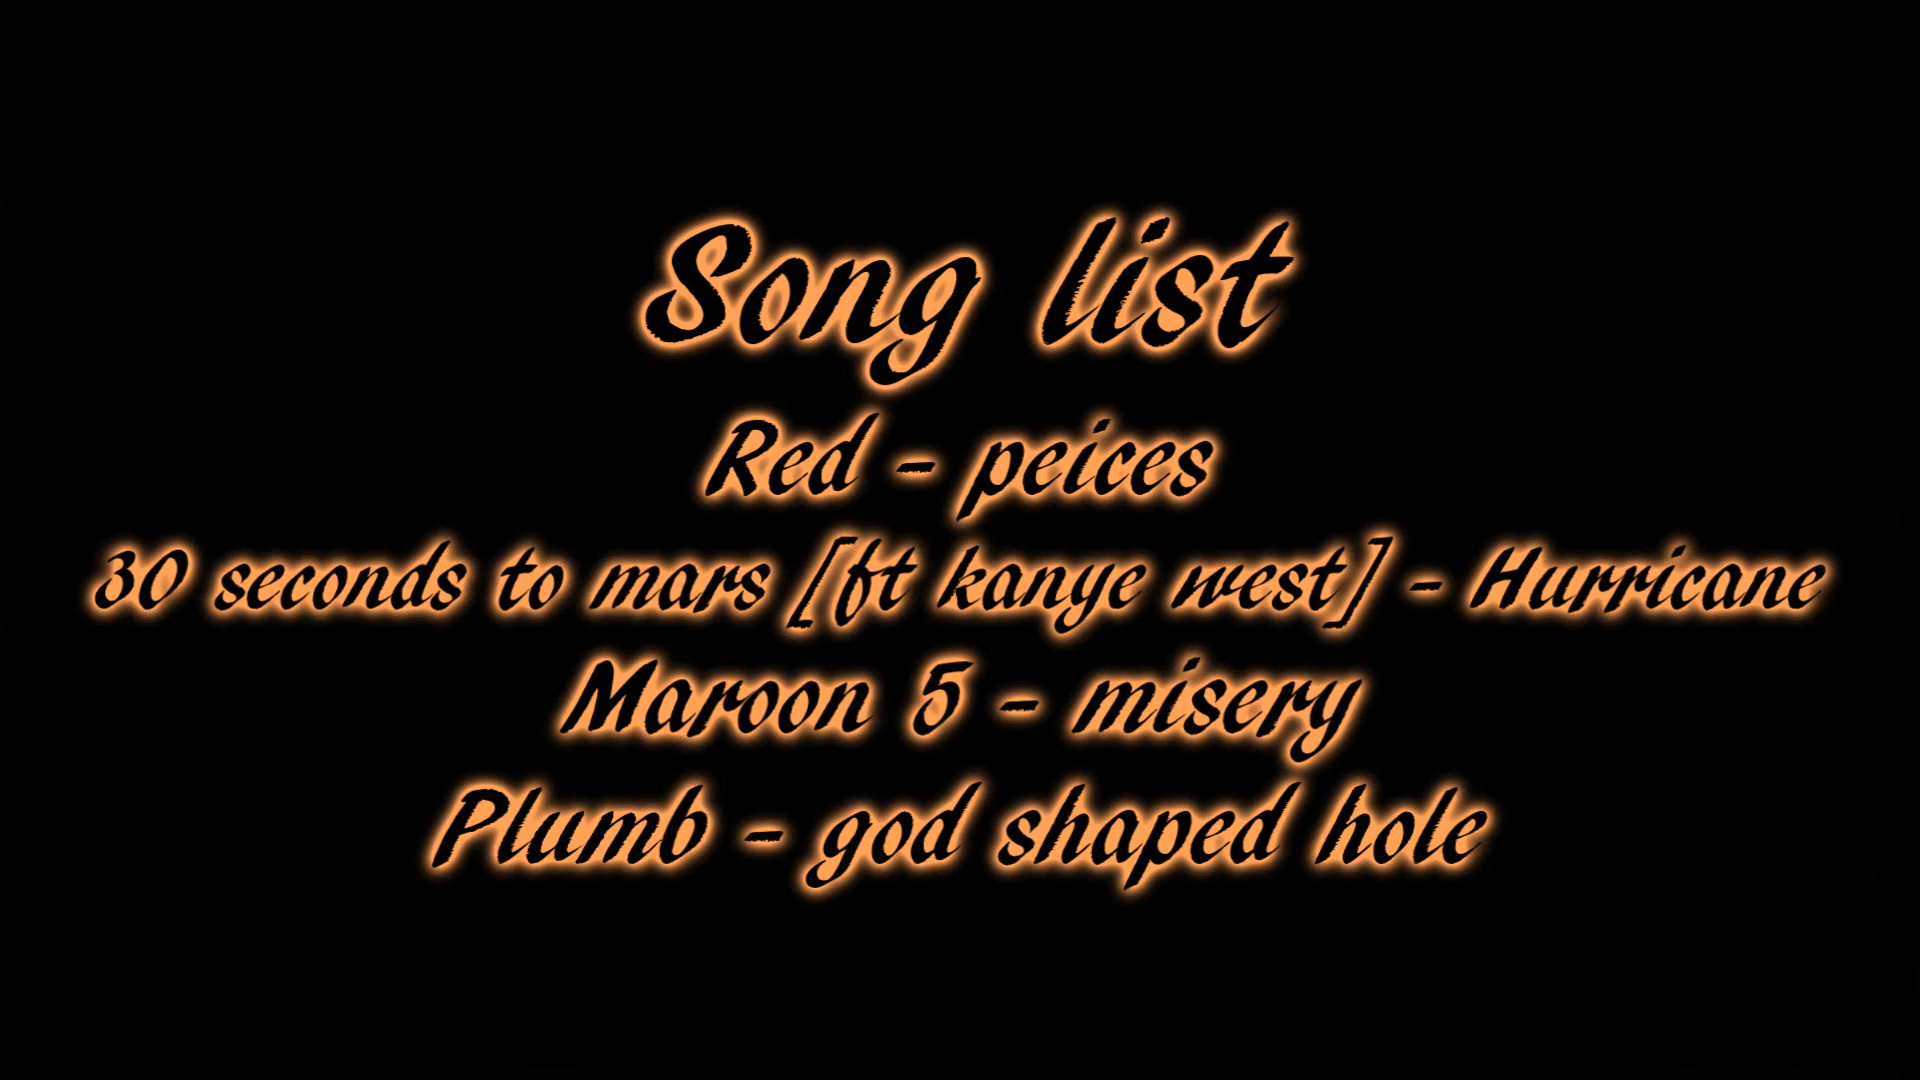 Song list
Red - peices
30 seconds to mars [ft kanye west] - Hurricane
Maroon 5 - misery
Plumb - god shaped hole